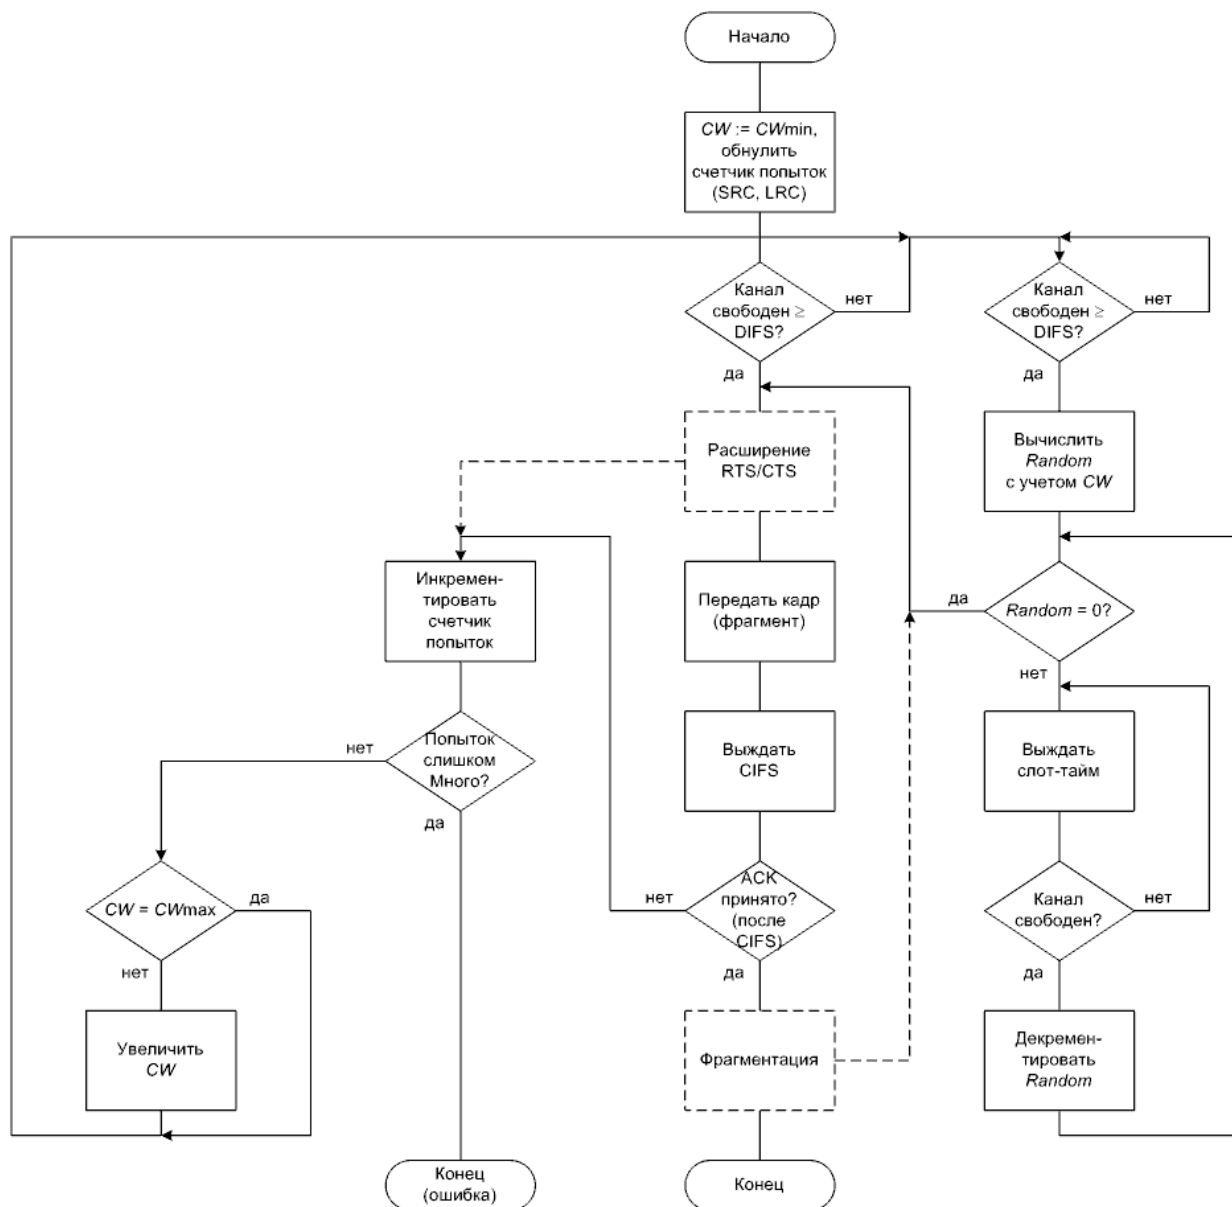 Начало
CW := CWmin,
обнулить
счетчик попыток
(SRC, LRC)
Канал
свободен ≥
DIFS?
нет
да
Канал
свободен ≥
DIFS?
нет
да
Расширение
RTS/CTS
Вычислить
Random
с учетом CW
Инкремен-
тировать
счетчик
попыток
Передать кадр
(фрагмент)
да
Random = 0?
нет
нет
Попыток
слишком
Много?
да
Выждать
CIFS
Выждать
слот-тайм
CW = CWmax
да
нет
нет
ACK
принято?
(после
CIFS)
да
Канал
свободен?
нет
да
Увеличить
CW
Фрагментация
Декремен-
тировать
Random
Конец
(ошибка)
Конец